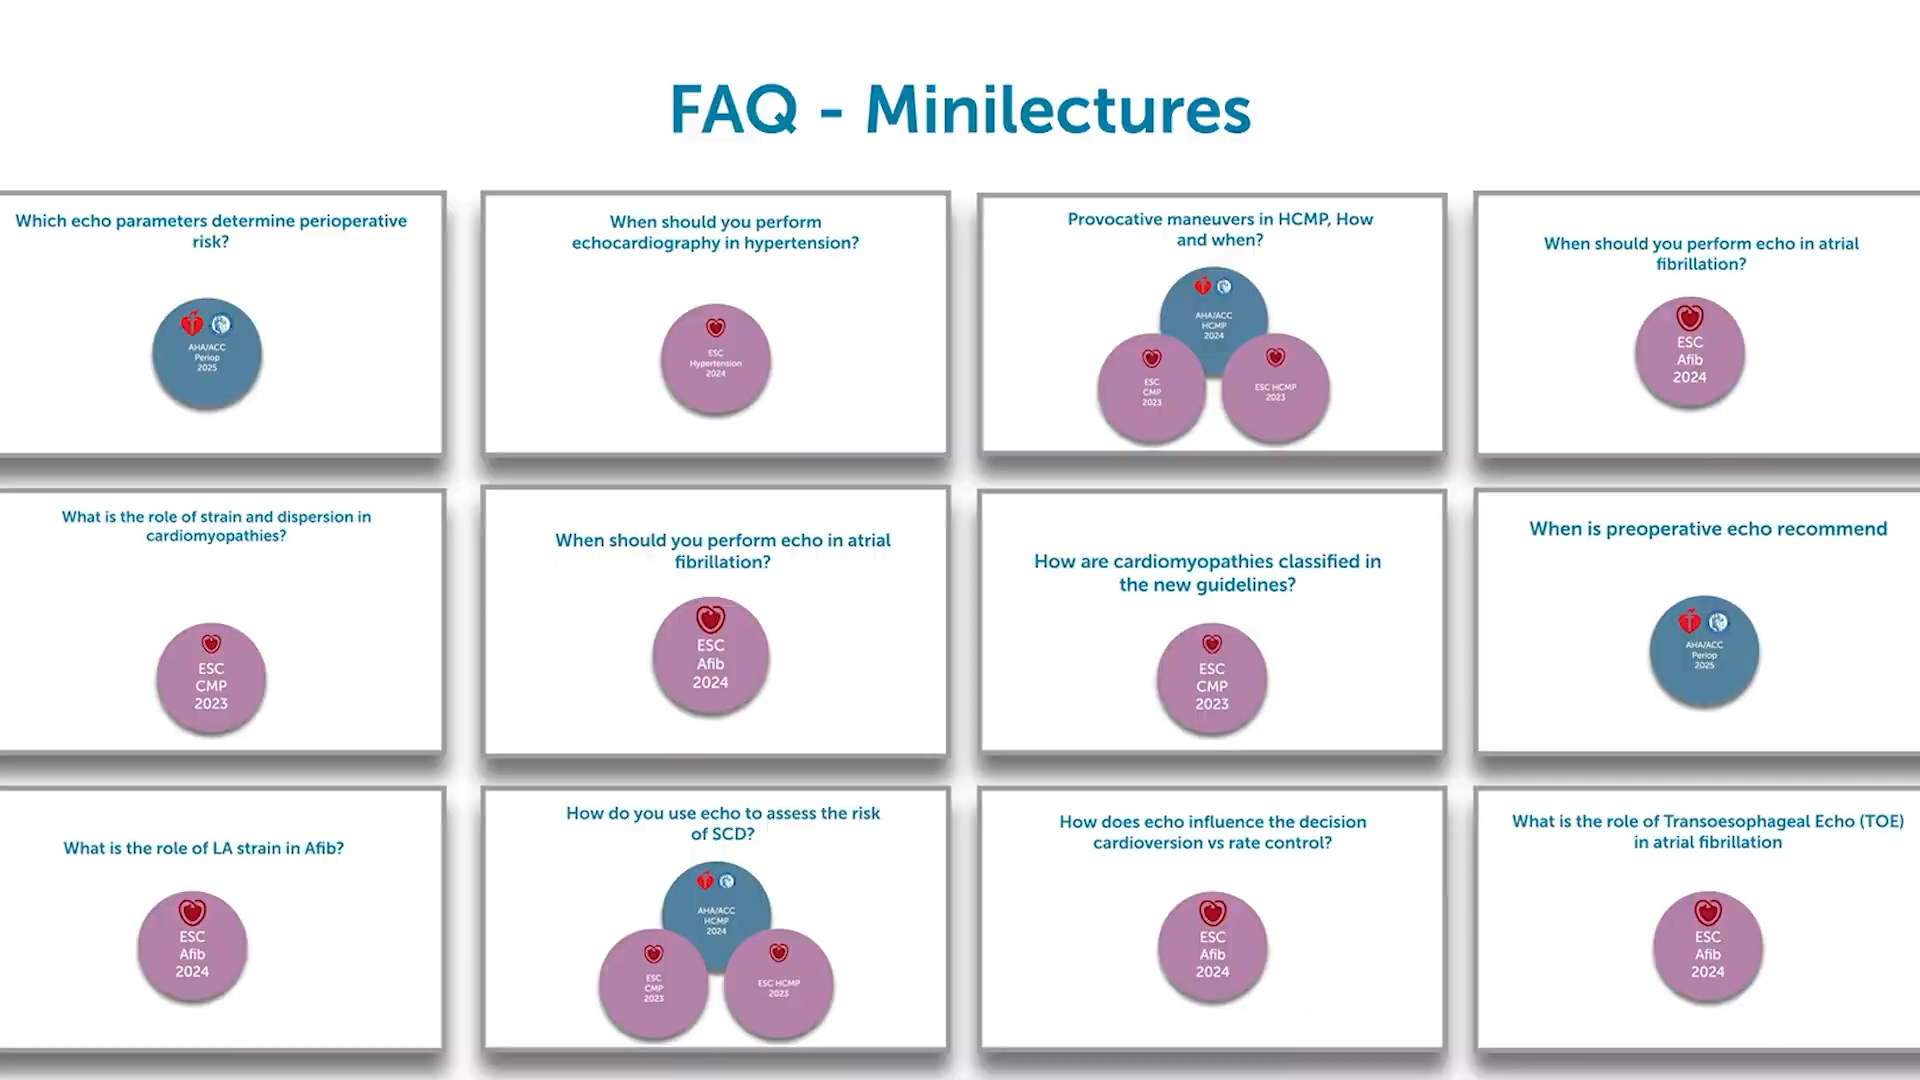 FAQ - Minilectures
Which echo parameters determine perioperative
risk?
AHA/ACC
Periop
2025
When should you perform
echocardiography in hypertension?
ESC
Hypertension
2024
Provocative maneuvers in HCMP, How
and when?
AHA/ACC
HCMP
2024
ESC
CMP
2023
ESC HCMP
2023
When should you perform echo in atrial
fibrillation?
ESC
Afib
2024
What is the role of strain and dispersion in
cardiomyopathies?
ESC
CMP
2023
When should you perform echo in atrial
fibrillation?
ESC
Afib
2024
How are cardiomyopathies classified in
the new guidelines?
ESC
CMP
2023
When is preoperative echo recommend
AHA/ACC
Periop
2025
What is the role of LA strain in Afib?
ESC
Afib
2024
How do you use echo to assess the risk
of SCD?
AHA/ACC
HCMP
2024
ESC
CMP
2023
ESC HCMP
2023
How does echo influence the decision
cardioversion vs rate control?
ESC
Afib
2024
What is the role of Transoesophageal Echo (TOE)
in atrial fibrillation
ESC
Afib
2024